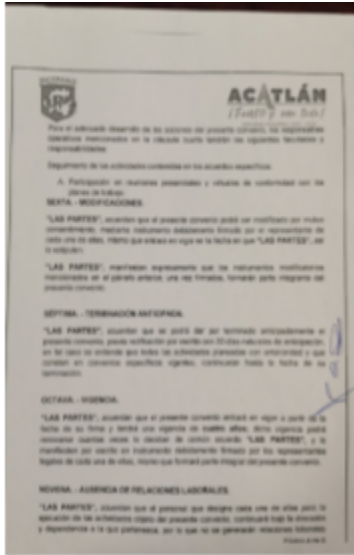 ACATLÁN
Para el adecuado desarrollo de las acciones del presente convenio, los responsables
operativos mencionados en la cláusula cuarta tendrán las siguientes facultades y
responsabilidades:
Seguimiento de las actividades contenidas en los acuerdos específicos.
A. Participación en reuniones presenciales y virtuales de conformidad con los
planes de trabajo.
SEXTA. - MODIFICACIONES.
"LAS PARTES", acuerdan que el presente convenio podrá ser modificado por mutuo
consentimiento, mediante instrumento debidamente firmado por el representante de
cada una de ellas, mismo que entrará en vigor en la fecha en que "LAS PARTES", así
lo estipulen.
"LAS PARTES", manifiestan expresamente que los instrumentos modificatorios
mencionados en el párrafo anterior, una vez firmados, formarán parte integrante del
presente convenio.
SÉPTIMA. - TERMINACIÓN ANTICIPADA.
"LAS PARTES", acuerdan que se podrá dar por terminado anticipadamente el
presente convenio, previa notificación por escrito con 30 días naturales de anticipación,
en tal caso se entiende que todas las actividades planeadas con anterioridad y que
consten en convenios específicos vigentes, continuarán hasta la fecha de su
terminación.
OCTAVA. - VIGENCIA.
"LAS PARTES", acuerdan que el presente convenio entrará en vigor a partir de la
fecha de su firma y tendrá una vigencia de cuatro años, dicha vigencia podrá
renovarse cuantas veces lo decidan de común acuerdo "LAS PARTES", y lo
manifiesten por escrito en instrumento debidamente firmado por los representantes
legales de cada una de ellas, mismo que formará parte integral del presente convenio.
NOVENA. - AUSENCIA DE RELACIONES LABORALES.
"LAS PARTES", acuerdan que el personal que designe cada una de ellas para la
ejecución de las actividades objeto del presente convenio, continuará bajo la dirección
y dependencia a la que pertenezca, por lo que no se generarán relaciones laborales